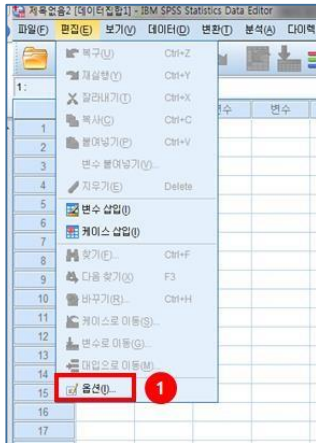 제목없음2 [데이터집합1] - IBM SPSS Statistics Data Editor
파일(F) 편집(E) 보기(V) 데이터(D) 변환(T) 분석(A) 다이렉
1:
복구(U) Ctrl+Z
재실행(Y) Ctrl+Y
잘라내기(T) Ctrl+X
복사(C) Ctrl+C
붙여넣기(P) Ctrl+V
변수 붙여넣기(V)...
지우기(E) Delete
변수 삽입(I)
케이스 삽입(I)
찾기(F)... Ctrl+F
다음 찾기(X) F3
바꾸기(R)... Ctrl+H
케이스로 이동(S)...
변수로 이동(G)...
대입으로 이동(M)...
옵션(I)... 1
변수 변수
1
2
3
4
5
6
7
8
9
10
11
12
13
14
15
16
17